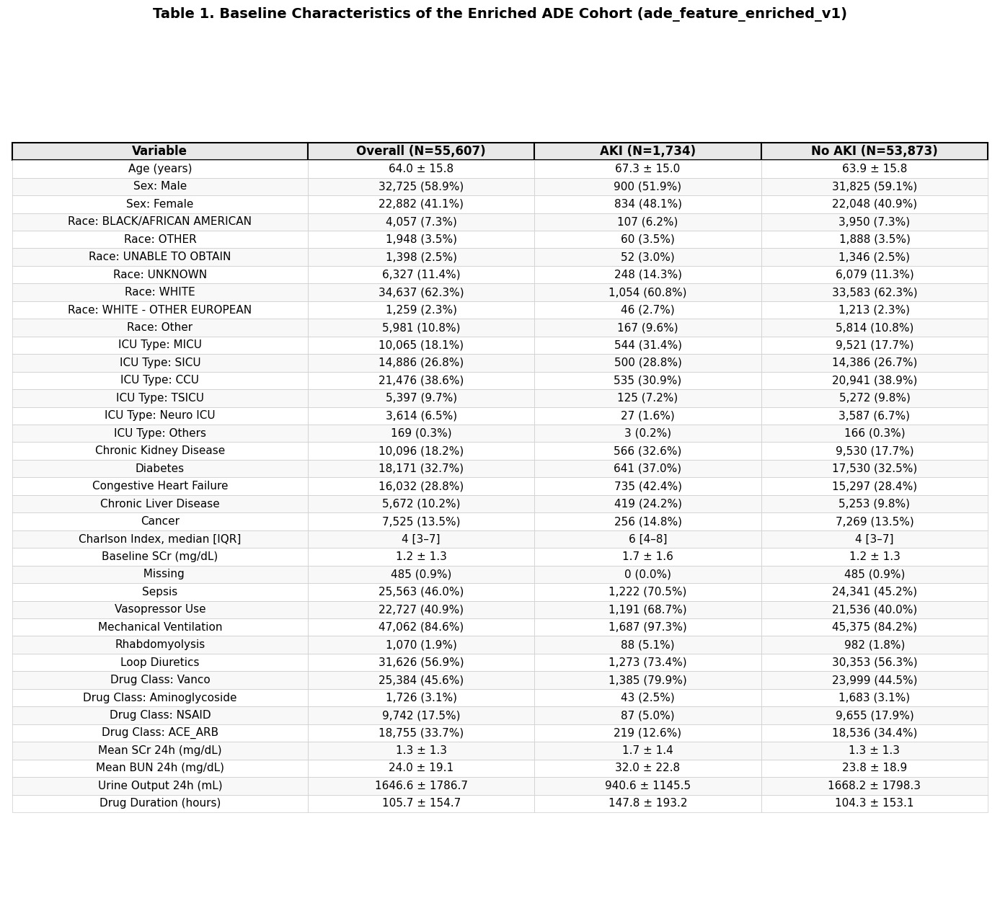 Table 1. Baseline Characteristics of the Enriched ADE Cohort (ade_feature_enriched_v1)
Variable Overall (N=55,607) AKI (N=1,734) No AKI (N=53,873)
Age (years) 64.0 ± 15.8 67.3 ± 15.0 63.9 ± 15.8
Sex: Male 32,725 (58.9%) 900 (51.9%) 31,825 (59.1%)
Sex: Female 22,882 (41.1%) 834 (48.1%) 22,048 (40.9%)
Race: BLACK/AFRICAN AMERICAN 4,057 (7.3%) 107 (6.2%) 3,950 (7.3%)
Race: OTHER 1,948 (3.5%) 60 (3.5%) 1,888 (3.5%)
Race: UNABLE TO OBTAIN 1,398 (2.5%) 52 (3.0%) 1,346 (2.5%)
Race: UNKNOWN 6,327 (11.4%) 248 (14.3%) 6,079 (11.3%)
Race: WHITE 34,637 (62.3%) 1,054 (60.8%) 33,583 (62.3%)
Race: WHITE - OTHER EUROPEAN 1,259 (2.3%) 46 (2.7%) 1,213 (2.3%)
Race: Other 5,981 (10.8%) 167 (9.6%) 5,814 (10.8%)
ICU Type: MICU 10,065 (18.1%) 544 (31.4%) 9,521 (17.7%)
ICU Type: SICU 14,886 (26.8%) 500 (28.8%) 14,386 (26.7%)
ICU Type: CCU 21,476 (38.6%) 535 (30.9%) 20,941 (38.9%)
ICU Type: TSICU 5,397 (9.7%) 125 (7.2%) 5,272 (9.8%)
ICU Type: Neuro ICU 3,614 (6.5%) 27 (1.6%) 3,587 (6.7%)
ICU Type: Others 169 (0.3%) 3 (0.2%) 166 (0.3%)
Chronic Kidney Disease 10,096 (18.2%) 566 (32.6%) 9,530 (17.7%)
Diabetes 18,171 (32.7%) 641 (37.0%) 17,530 (32.5%)
Congestive Heart Failure 16,032 (28.8%) 735 (42.4%) 15,297 (28.4%)
Chronic Liver Disease 5,672 (10.2%) 419 (24.2%) 5,253 (9.8%)
Cancer 7,525 (13.5%) 256 (14.8%) 7,269 (13.5%)
Charlson Index, median [IQR] 4 [3–7] 6 [4–8] 4 [3–7]
Baseline SCr (mg/dL) 1.2 ± 1.3 1.7 ± 1.6 1.2 ± 1.3
Missing 485 (0.9%) 0 (0.0%) 485 (0.9%)
Sepsis 25,563 (46.0%) 1,222 (70.5%) 24,341 (45.2%)
Vasopressor Use 22,727 (40.9%) 1,191 (68.7%) 21,536 (40.0%)
Mechanical Ventilation 47,062 (84.6%) 1,687 (97.3%) 45,375 (84.2%)
Rhabdomyolysis 1,070 (1.9%) 88 (5.1%) 982 (1.8%)
Loop Diuretics 31,626 (56.9%) 1,273 (73.4%) 30,353 (56.3%)
Drug Class: Vanco 25,384 (45.6%) 1,385 (79.9%) 23,999 (44.5%)
Drug Class: Aminoglycoside 1,726 (3.1%) 43 (2.5%) 1,683 (3.1%)
Drug Class: NSAID 9,742 (17.5%) 87 (5.0%) 9,655 (17.9%)
Drug Class: ACE_ARB 18,755 (33.7%) 219 (12.6%) 18,536 (34.4%)
Mean SCr 24h (mg/dL) 1.3 ± 1.3 1.7 ± 1.4 1.3 ± 1.3
Mean BUN 24h (mg/dL) 24.0 ± 19.1 32.0 ± 22.8 23.8 ± 18.9
Urine Output 24h (mL) 1646.6 ± 1786.7 940.6 ± 1145.5 1668.2 ± 1798.3
Drug Duration (hours) 105.7 ± 154.7 147.8 ± 193.2 104.3 ± 153.1